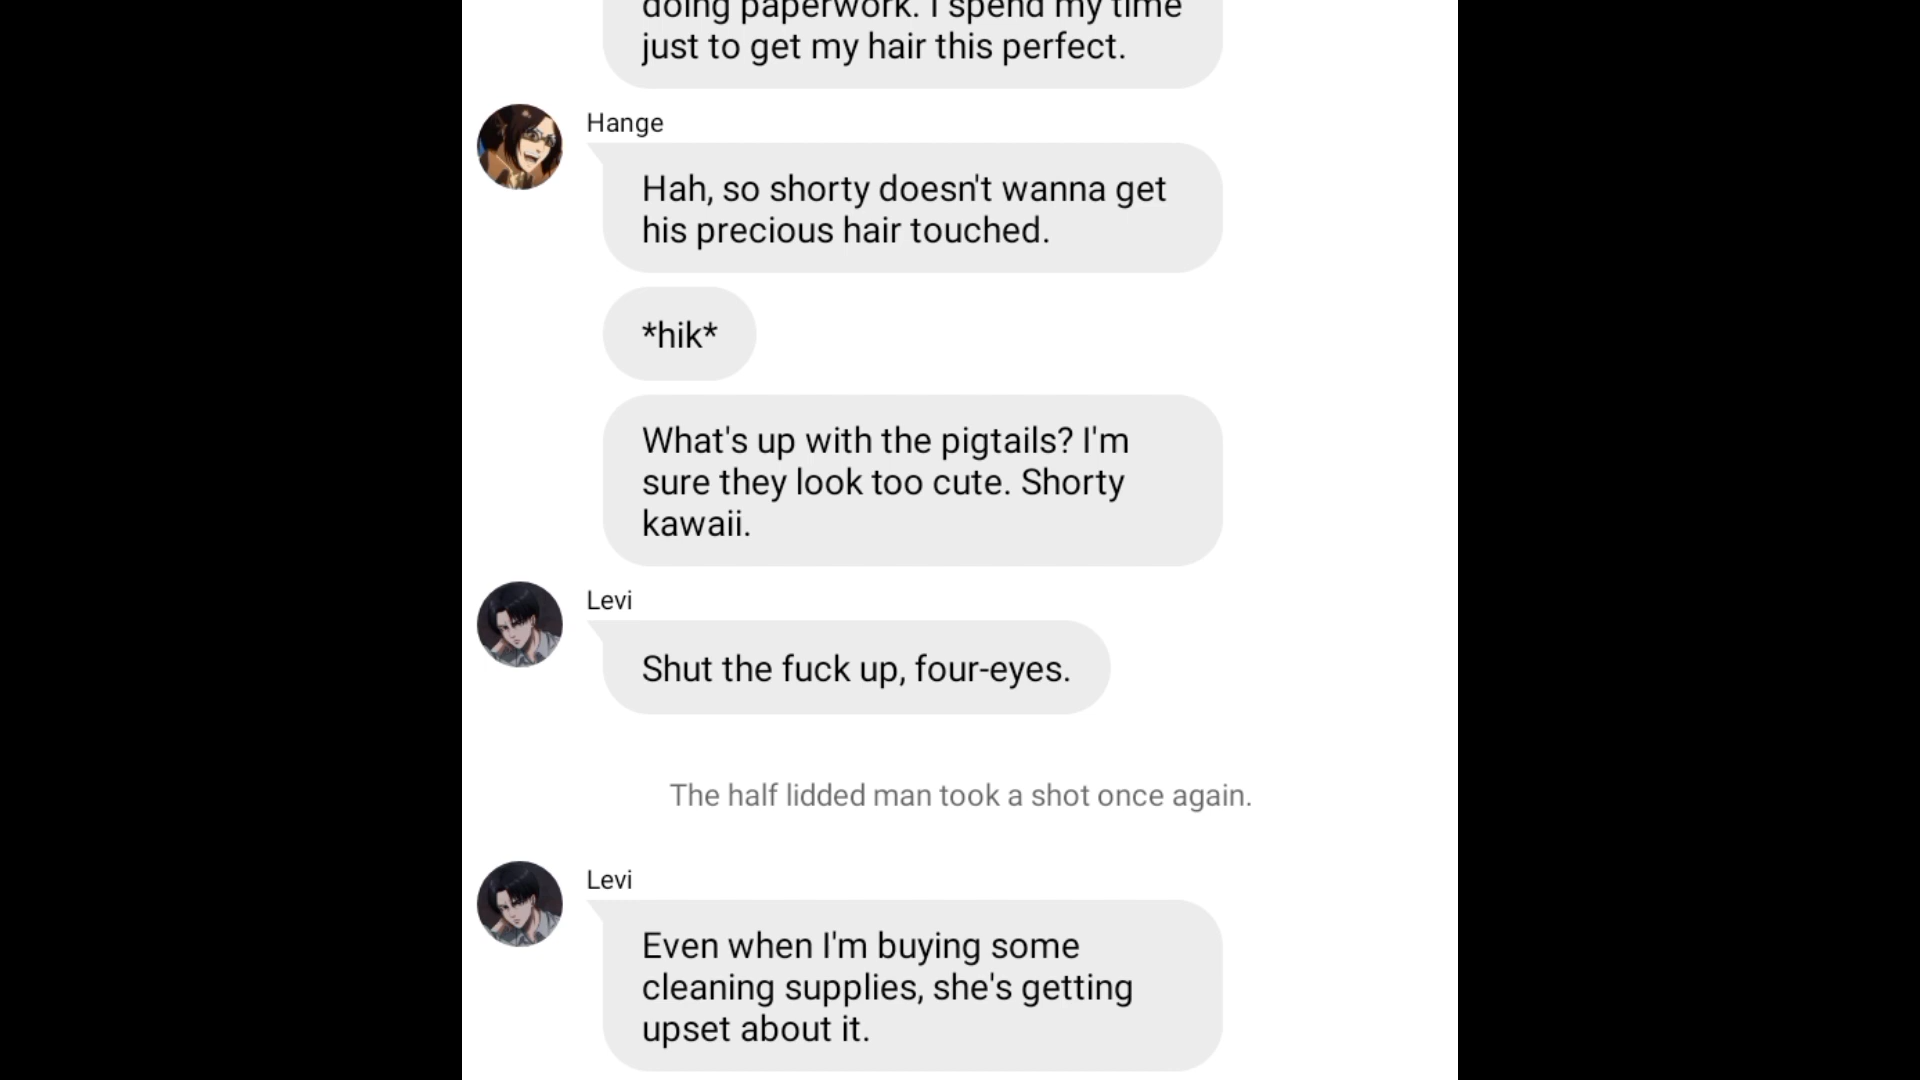 doing paperwork. I spend my time
just to get my hair this perfect.
Hange
Hah, so shorty doesn't wanna get
his precious hair touched.
*hik*
What's up with the pigtails? I'm
sure they look too cute. Shorty
kawaii.
Levi
Shut the fuck up, four-eyes.
The half lidded man took a shot once again.
Levi
Even when I'm buying some
cleaning supplies, she's getting
upset about it.